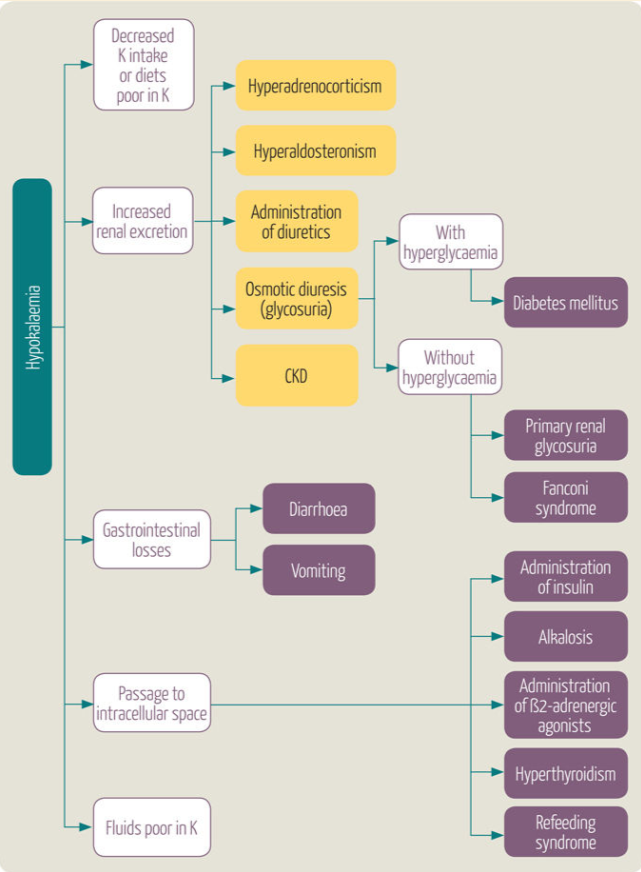 Hypokalaemia
Decreased
K intake
or diets
poor in K
Increased
renal excretion
Hyperadrenocorticism
Hyperaldosteronism
Administration
of diuretics
Osmotic diuresis
(glycosuria)
CKD
With
hyperglycaemia
Diabetes mellitus
Without
hyperglycaemia
Primary renal
glycosuria
Fanconi
syndrome
Gastrointestinal
losses
Diarrhoea
Vomiting
Passage to
intracellular space
Administration
of insulin
Alkalosis
Administration
of ß2-adrenergic
agonists
Hyperthyroidism
Refeeding
syndrome
Fluids poor in K